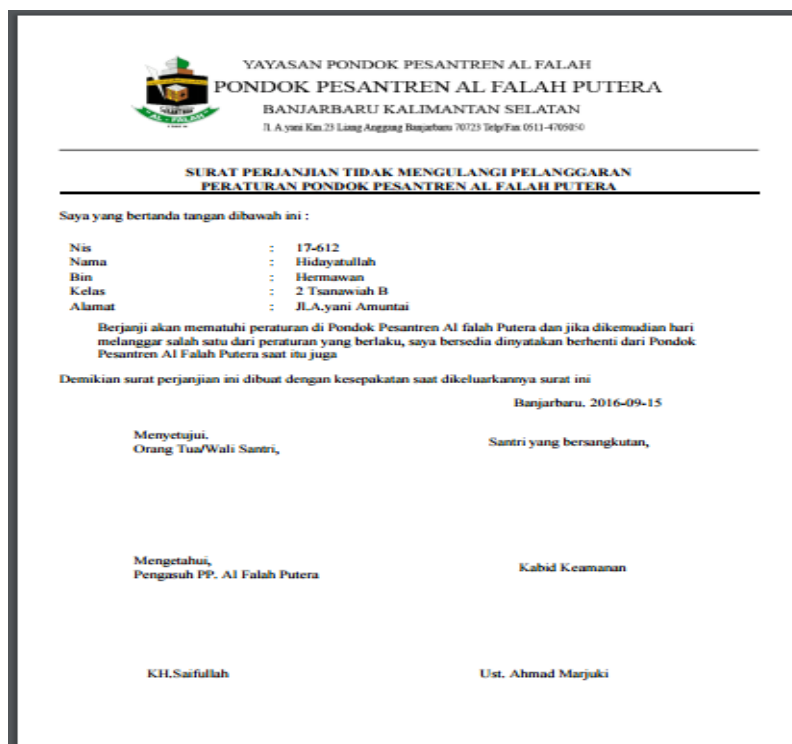 YAYASAN PONDOK PESANTREN AL FALAH
PONDOK PESANTREN AL FALAH PUTERA
BANJARBARU KALIMANTAN SELATAN
Jl. A.yani Km.23 Liang Anggang Banjarbaru 70723 Telp/Fax 0511-4705050
AL - FALAH
SURAT PERJANJIAN TIDAK MENGULANGI PELANGGARAN
PERATURAN PONDOK PESANTREN AL FALAH PUTERA
Saya yang bertanda tangan dibawah ini :
Nis : 17-612
Nama : Hidayatullah
Bin : Hermawan
Kelas : 2 Tsanawiah B
Alamat : Jl.A.yani Amuntai
Berjanji akan mematuhi peraturan di Pondok Pesantren Al falah Putera dan jika dikemudian hari
melanggar salah satu dari peraturan yang berlaku, saya bersedia dinyatakan berhenti dari Pondok
Pesantren Al Falah Putera saat itu juga
Demikian surat perjanjian ini dibuat dengan kesepakatan saat dikeluarkannya surat ini
Banjarbaru. 2016-09-15
Menyetujui.
Orang Tua/Wali Santri,
Santri yang bersangkutan,
Mengetahui,
Pengasuh PP. Al Falah Putera
Kabid Keamanan
KH.Saifullah
Ust. Ahmad Marjuki